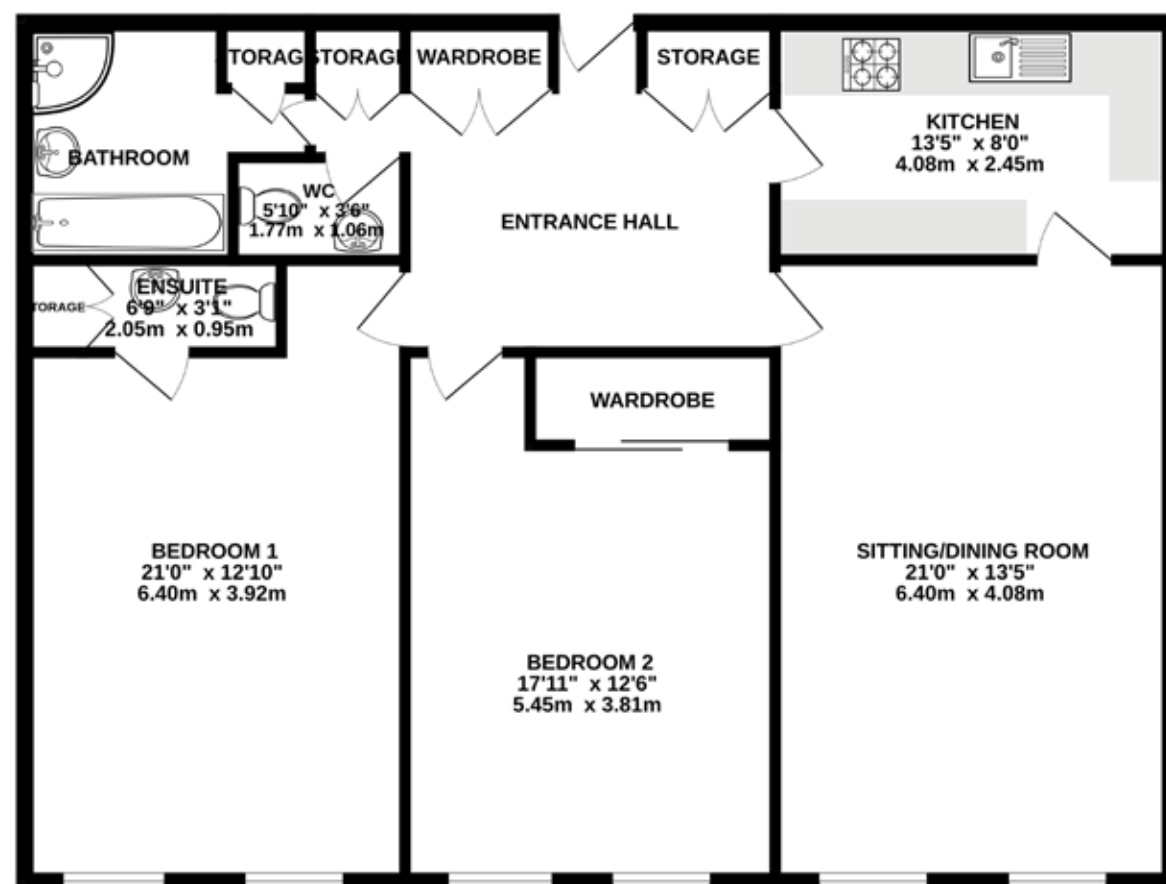 STORAGE
STORAGE
WARDROBE
STORAGE
KITCHEN
13'5" x 8'0"
4.08m x 2.45m
BATHROOM
WC
5'10" x 3'6"
1.77m x 1.06m
ENTRANCE HALL
ENSUITE
6'9" x 3'1"
2.05m x 0.95m
STORAGE
WARDROBE
BEDROOM 1
21'0" x 12'10"
6.40m x 3.92m
SITTING/DINING ROOM
21'0" x 13'5"
6.40m x 4.08m
BEDROOM 2
17'11" x 12'6"
5.45m x 3.81m